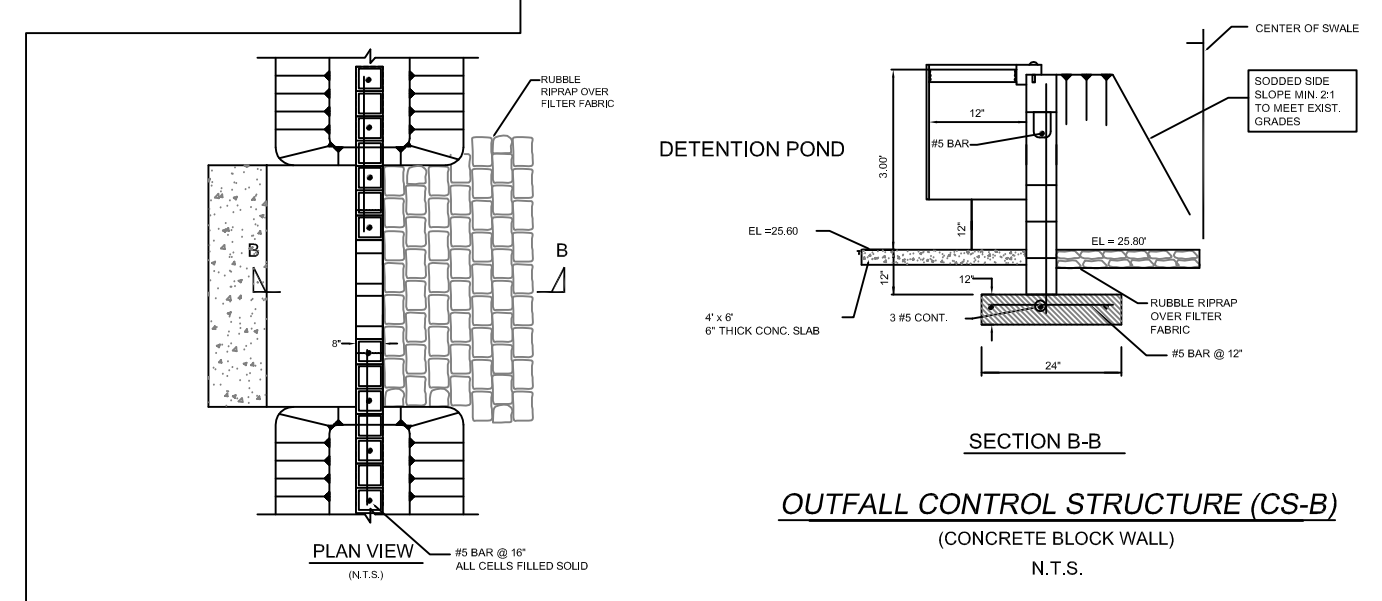 RUBBLE
RIPRAP OVER
FILTER FABRIC
B
B
8"
PLAN VIEW
(N.T.S.)
#5 BAR @ 16"
ALL CELLS FILLED SOLID
CENTER OF SWALE
SODDED SIDE
SLOPE MIN. 2:1
TO MEET EXIST.
GRADES
DETENTION POND
12"
#5 BAR
3.00'
12"
EL =25.60
EL = 25.80'
12"
12"
4' x 6'
6" THICK CONC. SLAB
3 #5 CONT.
RUBBLE RIPRAP
OVER FILTER
FABRIC
#5 BAR @ 12"
24"
SECTION B-B
OUTFALL CONTROL STRUCTURE (CS-B)
(CONCRETE BLOCK WALL)
N.T.S.